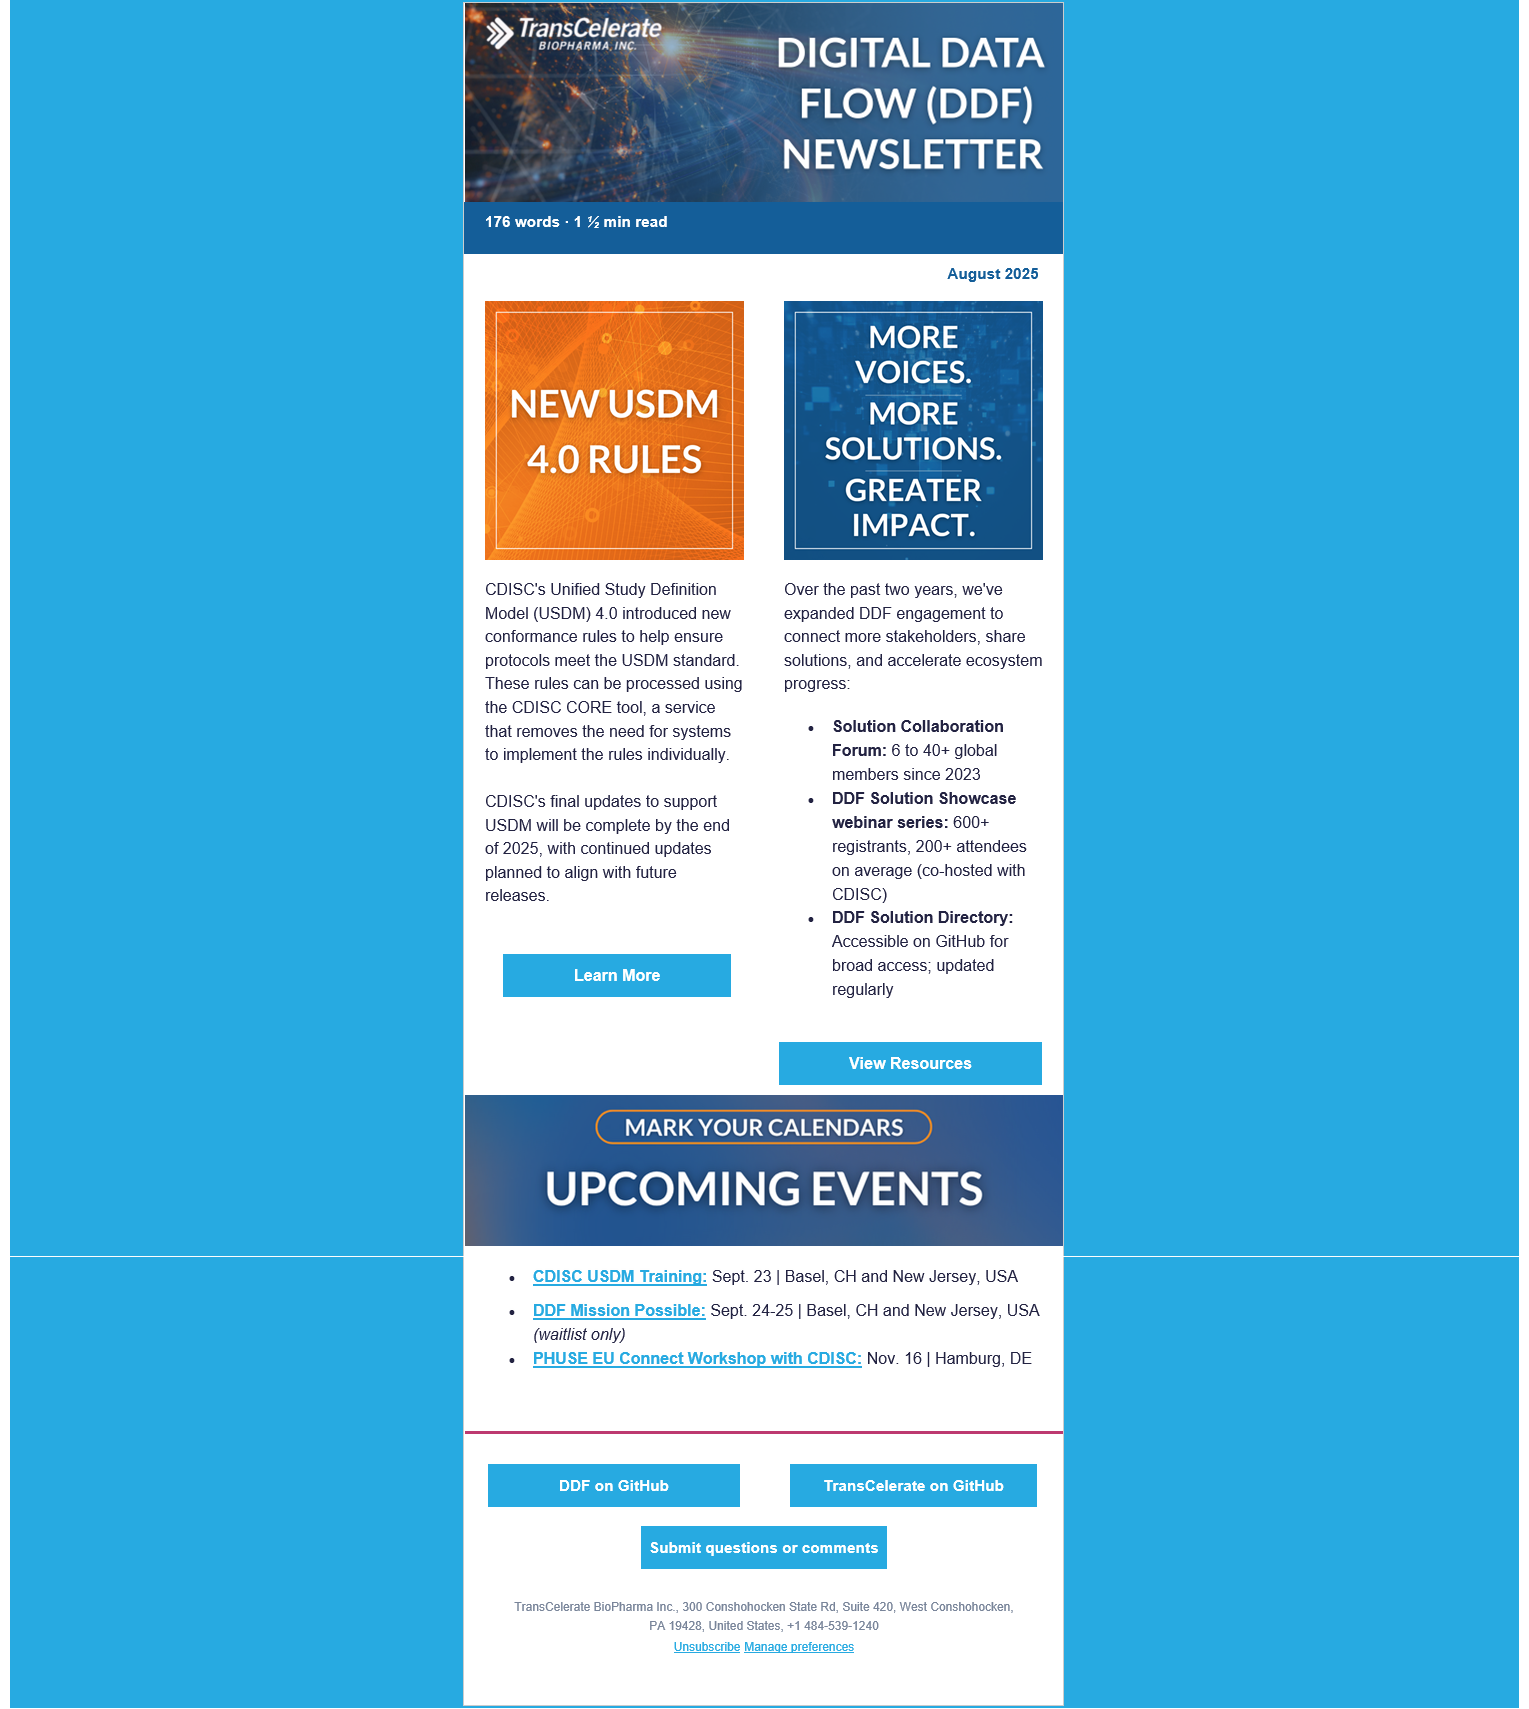 TransCelerate
BIOPHARMA, INC.
DIGITAL DATA
FLOW (DDF)
NEWSLETTER
176 words · 1 ½ min read
August 2025
NEW USDM
4.0 RULES
CDISC's Unified Study Definition
Model (USDM) 4.0 introduced new
conformance rules to help ensure
protocols meet the USDM standard.
These rules can be processed using
the CDISC CORE tool, a service
that removes the need for systems
to implement the rules individually.
CDISC's final updates to support
USDM will be complete by the end
of 2025, with continued updates
planned to align with future
releases.
Learn More
MORE
VOICES.
MORE
SOLUTIONS.
GREATER
IMPACT.
Over the past two years, we've
expanded DDF engagement to
connect more stakeholders, share
solutions, and accelerate ecosystem
progress:
• Solution Collaboration
Forum: 6 to 40+ global
members since 2023
• DDF Solution Showcase
webinar series: 600+
registrants, 200+ attendees
on average (co-hosted with
CDISC)
• DDF Solution Directory:
Accessible on GitHub for
broad access; updated
regularly
View Resources
MARK YOUR CALENDARS
UPCOMING EVENTS
• CDISC USDM Training: Sept. 23 | Basel, CH and New Jersey, USA
• DDF Mission Possible: Sept. 24-25 | Basel, CH and New Jersey, USA
(waitlist only)
• PHUSE EU Connect Workshop with CDISC: Nov. 16 | Hamburg, DE
DDF on GitHub
TransCelerate on GitHub
Submit questions or comments
TransCelerate BioPharma Inc., 300 Conshohocken State Rd, Suite 420, West Conshohocken,
PA 19428, United States, +1 484-539-1240
Unsubscribe Manage preferences